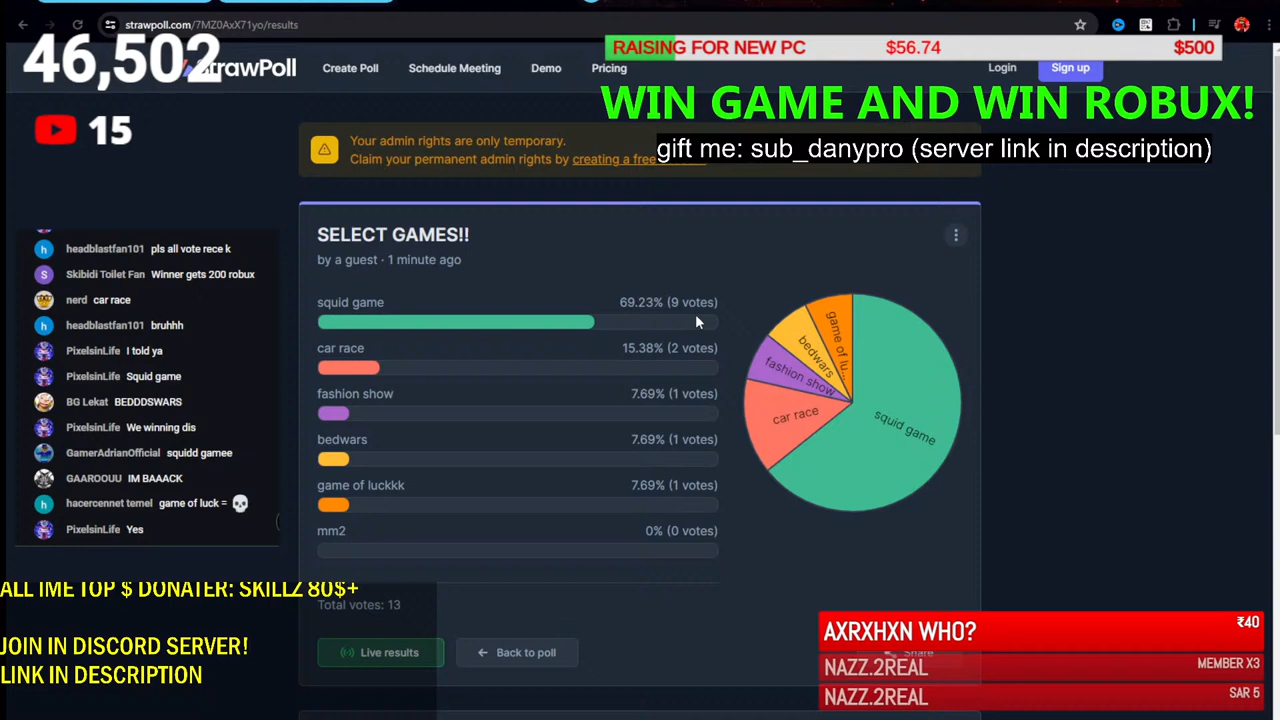 strawpoll.com/7MZ0AxX71yo/results
46,502
StrawPoll
Create Poll
Schedule Meeting
Demo
Pricing
Login
Sign up
RAISING FOR NEW PC $56.74 $500
WIN GAME AND WIN ROBUX!
gift me: sub_danypro (server link in description)
15
Your admin rights are only temporary.
Claim your permanent admin rights by creating a free
SELECT GAMES!!
by a guest · 1 minute ago
squid game 69.23% (9 votes)
car race 15.38% (2 votes)
fashion show 7.69% (1 votes)
bedwars 7.69% (1 votes)
game of luckkk 7.69% (1 votes)
mm2 0% (0 votes)
Total votes: 13
Live results
Back to poll
Share
game of lu...
bedwars
fashion show
car race
squid game
h headblastfan101 pls all vote rece k
S Skibidi Toilet Fan Winner gets 200 robux
nerd car race
h headblastfan101 bruhhh
PixelsinLife I told ya
PixelsinLife Squid game
BG Lekat BEDDDSWARS
PixelsinLife We winning dis
GamerAdrianOfficial squidd gamee
GAAROOUU IM BAAACK
h hacercennet temel game of luck = 💀
PixelsinLife Yes
ALL IME TOP $ DONATER: SKILLZ 80$+
JOIN IN DISCORD SERVER!
LINK IN DESCRIPTION
AXRXHXN WHO? ₹40
NAZZ.2REAL MEMBER X3
NAZZ.2REAL SAR 5